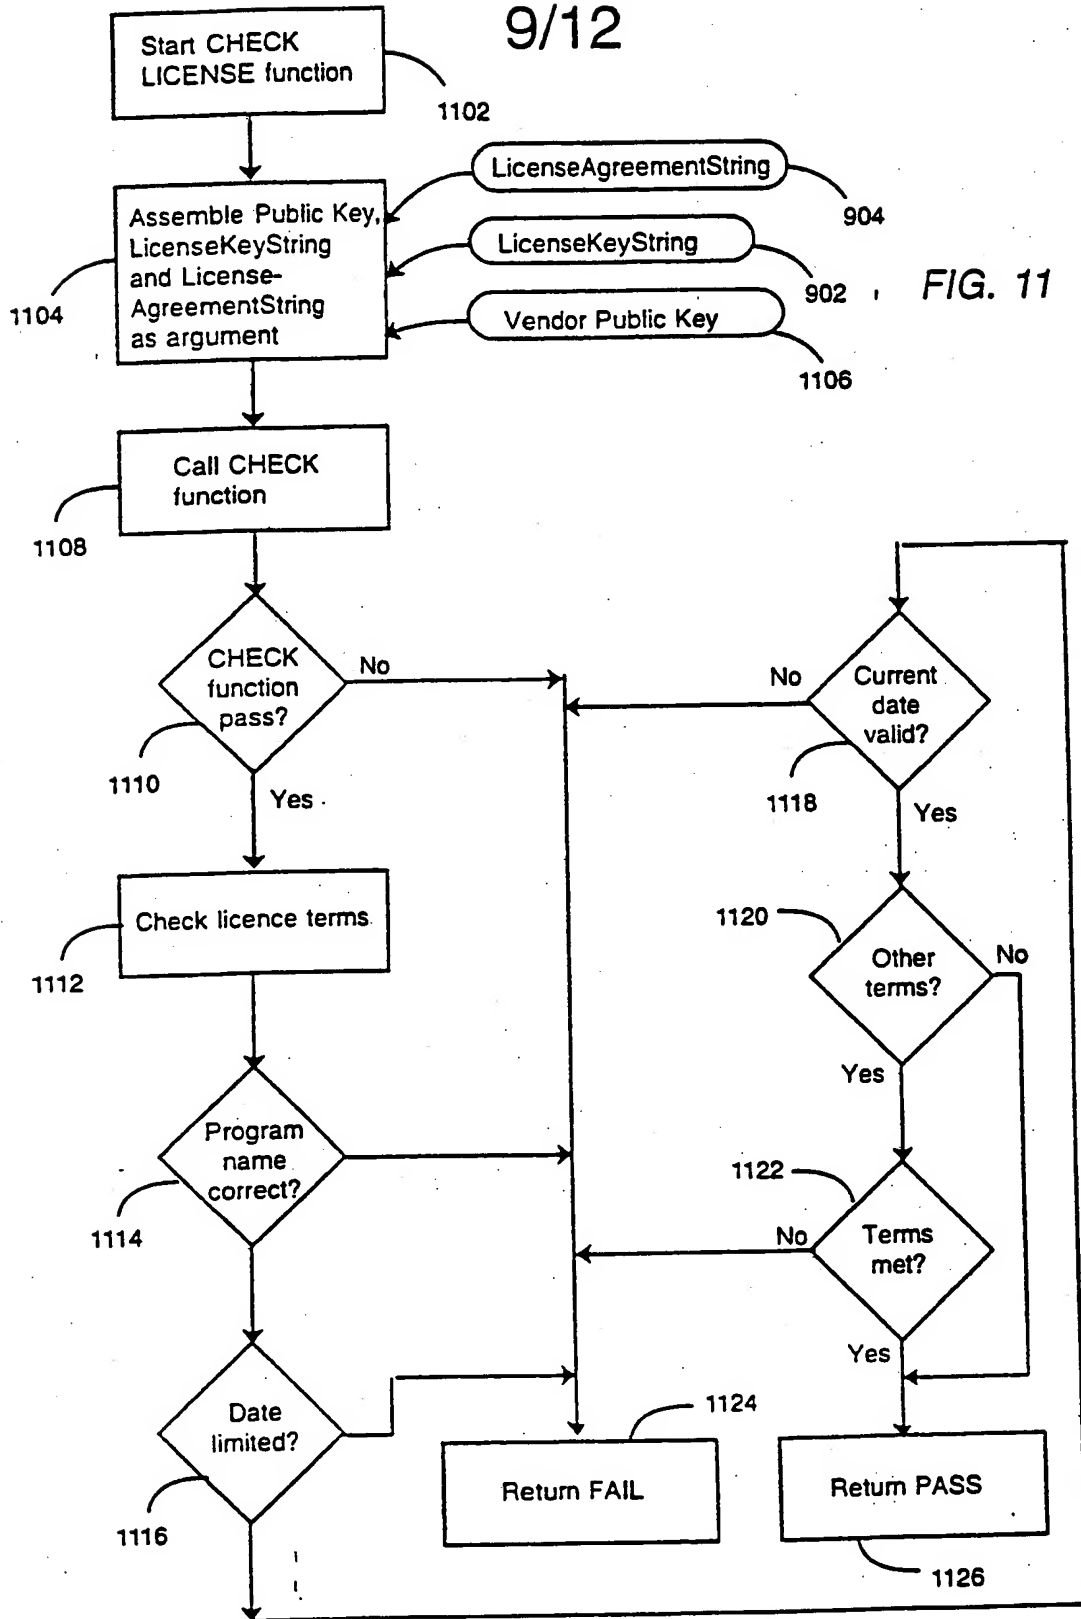 9/12
Start CHECK
LICENSE function
1102
LicenseAgreementString
904
Assemble Public Key,
LicenseKeyString
and License-
AgreementString
as argument
1104
LicenseKeyString
902
FIG. 11
Vendor Public Key
1106
Call CHECK
function
1108
CHECK
function
pass?
No
1110
Yes
No
Current
date
valid?
1118
Yes
Check licence terms
1112
1120
Other
terms?
No
Yes
Program
name
correct?
1114
1122
Terms
met?
No
Yes
Date
limited?
1116
1124
Return FAIL
Return PASS
1126